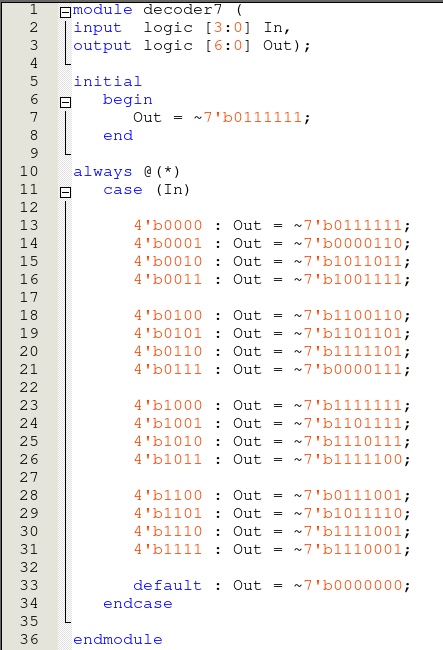 1 module decoder7 (
2 input  logic [3:0] In,
3 output logic [6:0] Out);
4
5 initial
6    begin
7       Out = ~7'b0111111;
8    end
9
10 always @(*)
11    case (In)
12
13       4'b0000 : Out = ~7'b0111111;
14       4'b0001 : Out = ~7'b0000110;
15       4'b0010 : Out = ~7'b1011011;
16       4'b0011 : Out = ~7'b1001111;
17
18       4'b0100 : Out = ~7'b1100110;
19       4'b0101 : Out = ~7'b1101101;
20       4'b0110 : Out = ~7'b1111101;
21       4'b0111 : Out = ~7'b0000111;
22
23       4'b1000 : Out = ~7'b1111111;
24       4'b1001 : Out = ~7'b1101111;
25       4'b1010 : Out = ~7'b1110111;
26       4'b1011 : Out = ~7'b1111100;
27
28       4'b1100 : Out = ~7'b0111001;
29       4'b1101 : Out = ~7'b1011110;
30       4'b1110 : Out = ~7'b1111001;
31       4'b1111 : Out = ~7'b1110001;
32
33       default : Out = ~7'b0000000;
34    endcase
35
36 endmodule